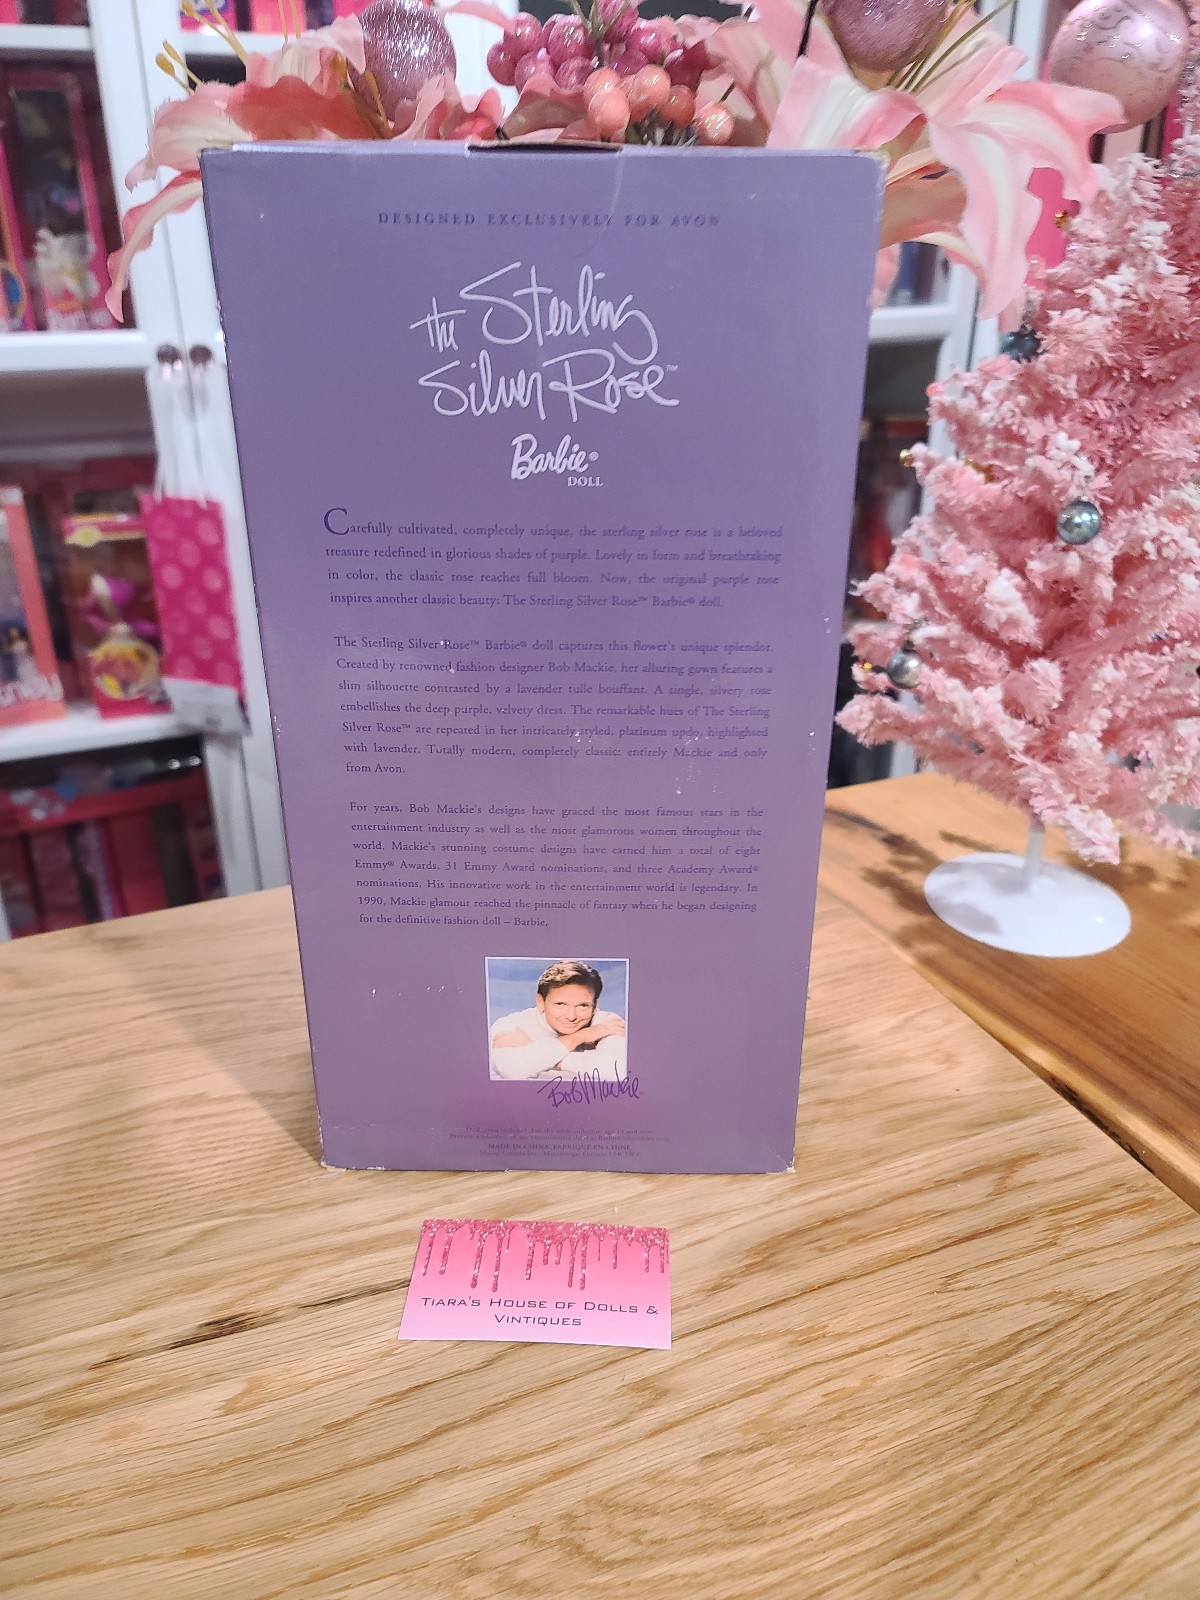 DESIGNED EXCLUSIVELY FOR AVON
The Sterling
Silver Rose™
Barbie®
DOLL
Carefully cultivated, completely unique, the sterling silver rose is a beloved
treasure redefined in glorious shades of purple. Lovely in form and breathtaking
in color, the classic rose reaches full bloom. Now, the original purple rose
inspires another classic beauty: The Sterling Silver Rose™ Barbie® doll.
The Sterling Silver Rose™ Barbie® doll captures this flower's unique splendor.
Created by renowned fashion designer Bob Mackie, her alluring gown features a
slim silhouette contrasted by a lavender tulle bouffant. A single, silvery rose
embellishes the deep purple, velvety dress. The remarkable hues of The Sterling
Silver Rose™ are repeated in her intricately styled, platinum updo, highlighted
with lavender. Totally modern, completely classic: entirely Mackie and only
from Avon.
For years, Bob Mackie's designs have graced the most famous stars in the
entertainment industry as well as the most glamorous women throughout the
world. Mackie's stunning costume designs have earned him a total of eight
Emmy® Awards, 31 Emmy Award nominations, and three Academy Award®
nominations. His innovative work in the entertainment world is legendary. In
1990, Mackie glamour reached the pinnacle of fantasy when he began designing
for the definitive fashion doll – Barbie.
Bob Mackie
MADE IN CHINA. FABRIQUÉ EN CHINE.
TIARA'S HOUSE OF DOLLS &
VINTIQUES